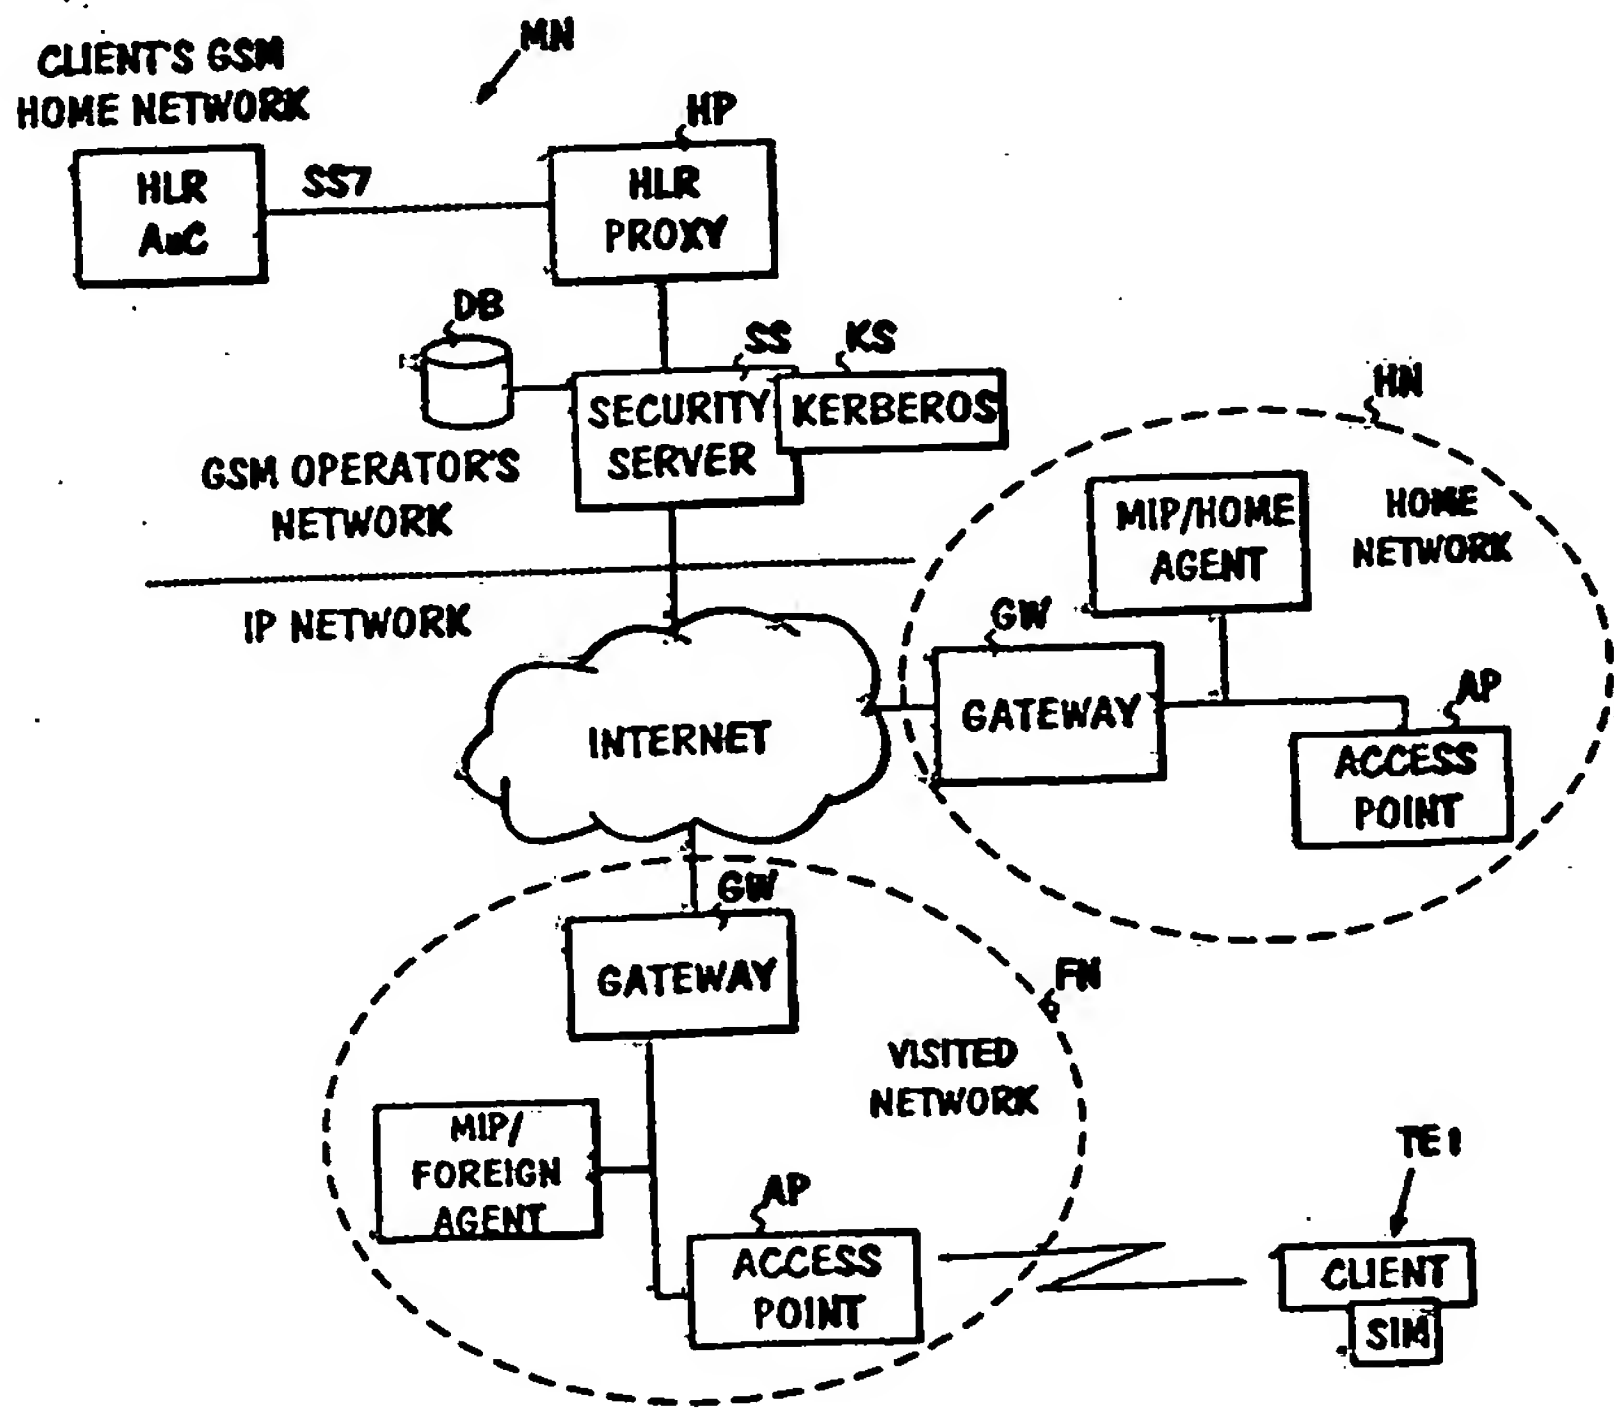 MN
CLIENT'S GSM
HOME NETWORK
HP
HLR
AuC
SS7
HLR
PROXY
DB
SS
KS
SECURITY
SERVER
KERBEROS
GSM OPERATOR'S
NETWORK
HN
MIP/HOME
AGENT
HOME
NETWORK
IP NETWORK
GW
GATEWAY
AP
ACCESS
POINT
INTERNET
GW
GATEWAY
FN
VISITED
NETWORK
MIP/
FOREIGN
AGENT
AP
ACCESS
POINT
TE1
CLIENT
SIM